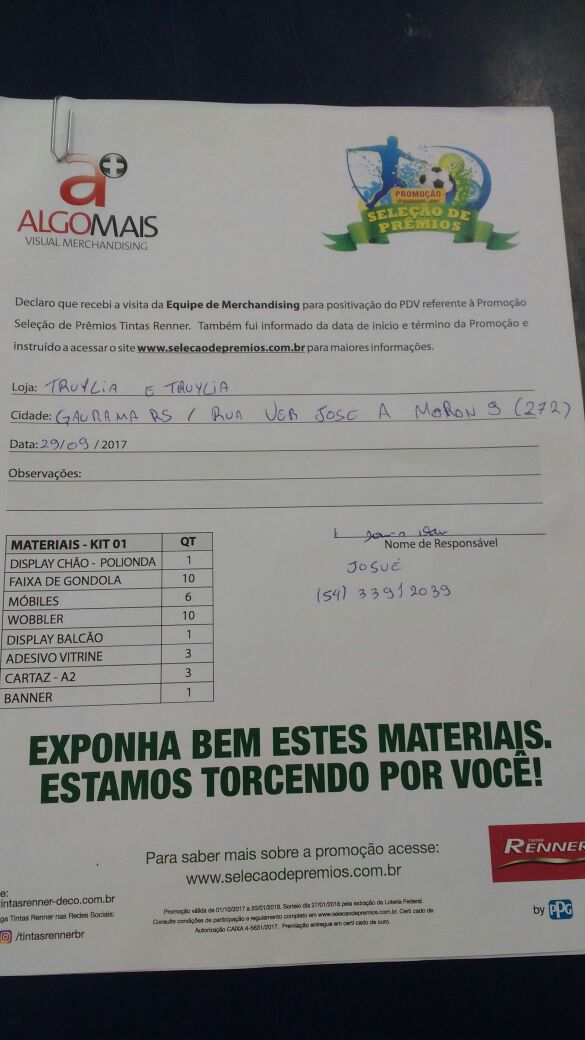 a+
ALGOMAIS
VISUAL MERCHANDISING
PROMOÇÃO
SELEÇÃO DE
PRÊMIOS
Declaro que recebi a visita da Equipe de Merchandising para positivação do PDV referente à Promoção
Seleção de Prêmios Tintas Renner. Também fui informado da data de início e término da Promoção e
instruído a acessar o site www.selecaodepremios.com.br para maiores informações.
Loja: TRUYLIA E TRUYLIA
Cidade: GAURAMA RS / RUA VER JOSE A MORON 9 (272)
Data: 29/09/2017
Observações:
MATERIAIS - KIT 01 QT
DISPLAY CHÃO - POLIONDA 1
FAIXA DE GONDOLA 10
MÓBILES 6
WOBBLER 10
DISPLAY BALCÃO 1
ADESIVO VITRINE 3
CARTAZ - A2 3
BANNER 1
Nome de Responsável
JOSUÉ
(54) 33912039
EXPONHA BEM ESTES MATERIAIS.
ESTAMOS TORCENDO POR VOCÊ!
Para saber mais sobre a promoção acesse:
www.selecaodepremios.com.br
TINTAS
RENNER
by PPG
e:
tintasrenner-deco.com.br
ga Tintas Renner nas Redes Sociais:
/tintasrennerbr
Promoção válida de 01/10/2017 a 20/01/2018. Sorteio dia 27/01/2018 pela extração da Loteria Federal.
Consulte condições de participação e regulamento completo em www.selecaodepremios.com.br. Certi cado de
Autorização CAIXA 4-5631/2017. Premiação entregue em certi cado de ouro.